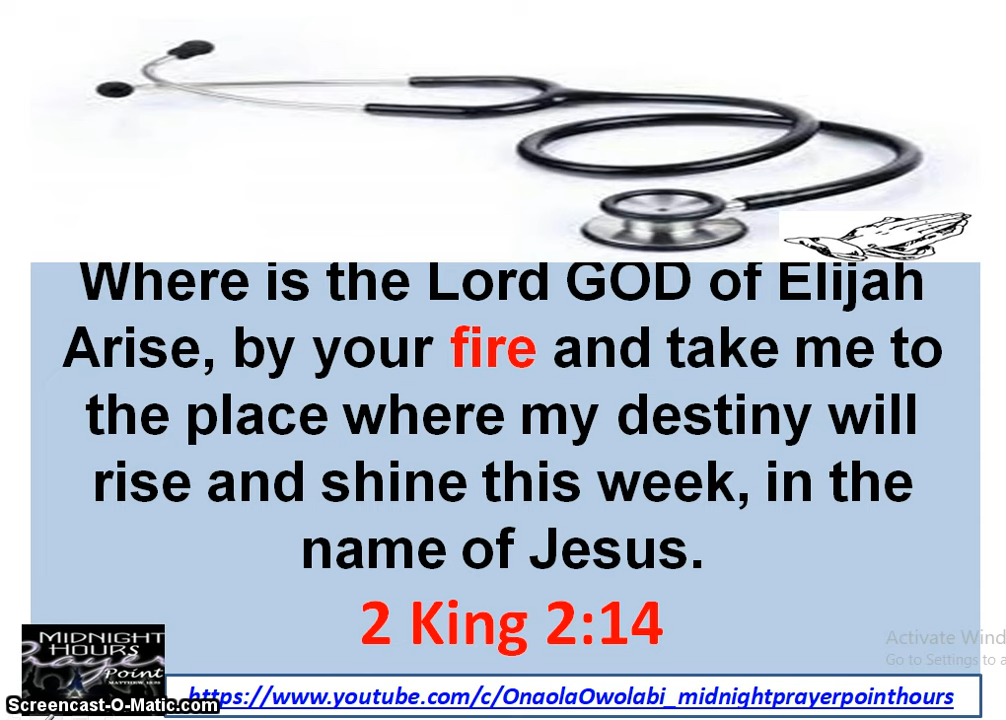 Where is the Lord GOD of Elijah
Arise, by your fire and take me to
the place where my destiny will
rise and shine this week, in the
name of Jesus.
2 King 2:14
MIDNIGHT
HOURS
Prayer
Point
Activate Wind
Go to Settings to a
https://www.youtube.com/c/OnaolaOwolabi_midnightprayerpointhours
Screencast-O-Matic.com